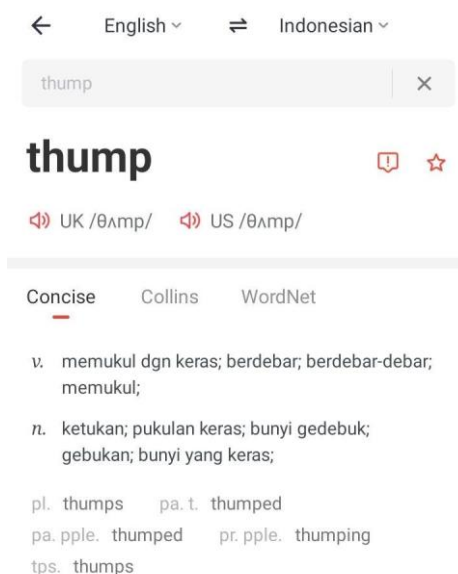 English Indonesian
thump
thump
UK /θʌmp/ US /θʌmp/
Concise Collins WordNet
v. memukul dgn keras; berdebar; berdebar-debar;
memukul;
n. ketukan; pukulan keras; bunyi gedebuk;
gebukan; bunyi yang keras;
pl. thumps pa. t. thumped
pa. pple. thumped pr. pple. thumping
tps. thumps